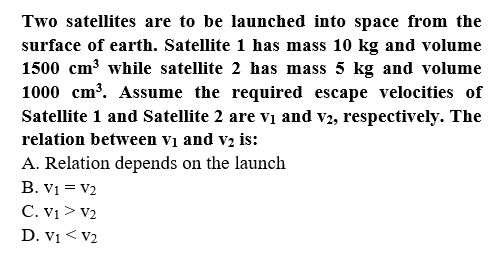 Two satellites are to be launched into space from the
surface of earth. Satellite 1 has mass 10 kg and volume
1500 cm³ while satellite 2 has mass 5 kg and volume
1000 cm³. Assume the required escape velocities of
Satellite 1 and Satellite 2 are v₁ and v₂, respectively. The
relation between v₁ and v₂ is:
A. Relation depends on the launch
B. v₁ = v₂
C. v₁ > v₂
D. v₁ < v₂